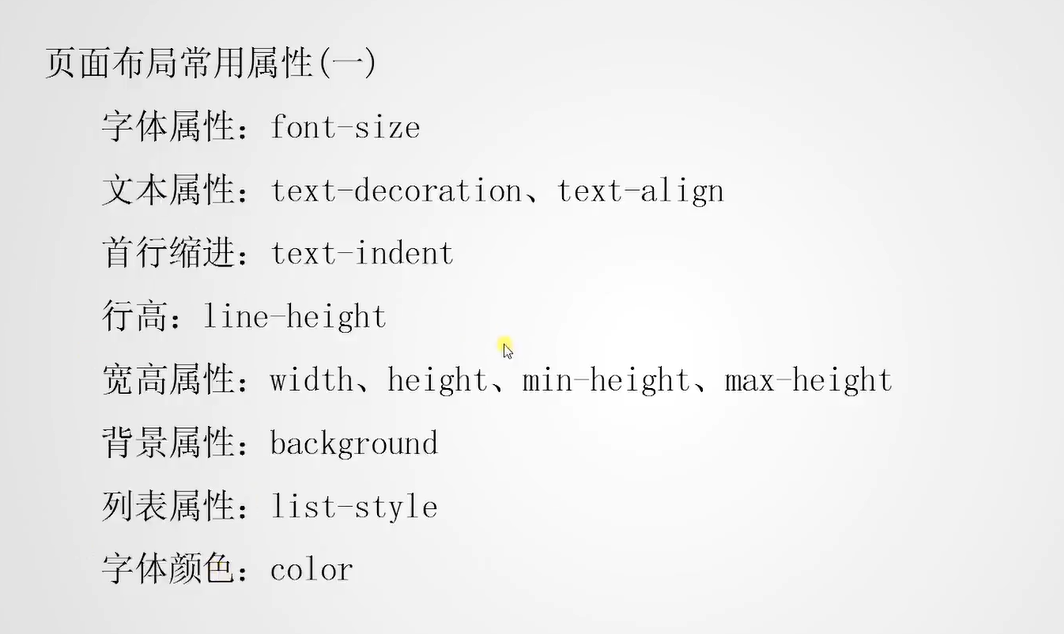 页面布局常用属性(一)
字体属性：font-size
文本属性：text-decoration、text-align
首行缩进：text-indent
行高：line-height
宽高属性：width、height、min-height、max-height
背景属性：background
列表属性：list-style
字体颜色：color